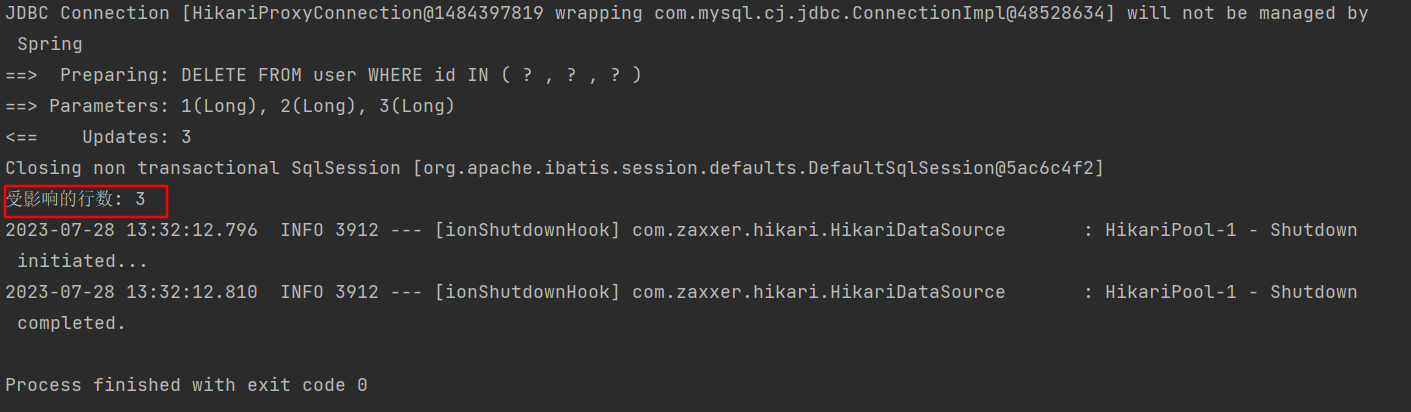 JDBC Connection [HikariProxyConnection@1484397819 wrapping com.mysql.cj.jdbc.ConnectionImpl@48528634] will not be managed by
 Spring
==>  Preparing: DELETE FROM user WHERE id IN ( ? , ? , ? )
==> Parameters: 1(Long), 2(Long), 3(Long)
<==    Updates: 3
Closing non transactional SqlSession [org.apache.ibatis.session.defaults.DefaultSqlSession@5ac6c4f2]
受影响的行数: 3
2023-07-28 13:32:12.796  INFO 3912 --- [ionShutdownHook] com.zaxxer.hikari.HikariDataSource       : HikariPool-1 - Shutdown
 initiated...
2023-07-28 13:32:12.810  INFO 3912 --- [ionShutdownHook] com.zaxxer.hikari.HikariDataSource       : HikariPool-1 - Shutdown
 completed.
Process finished with exit code 0